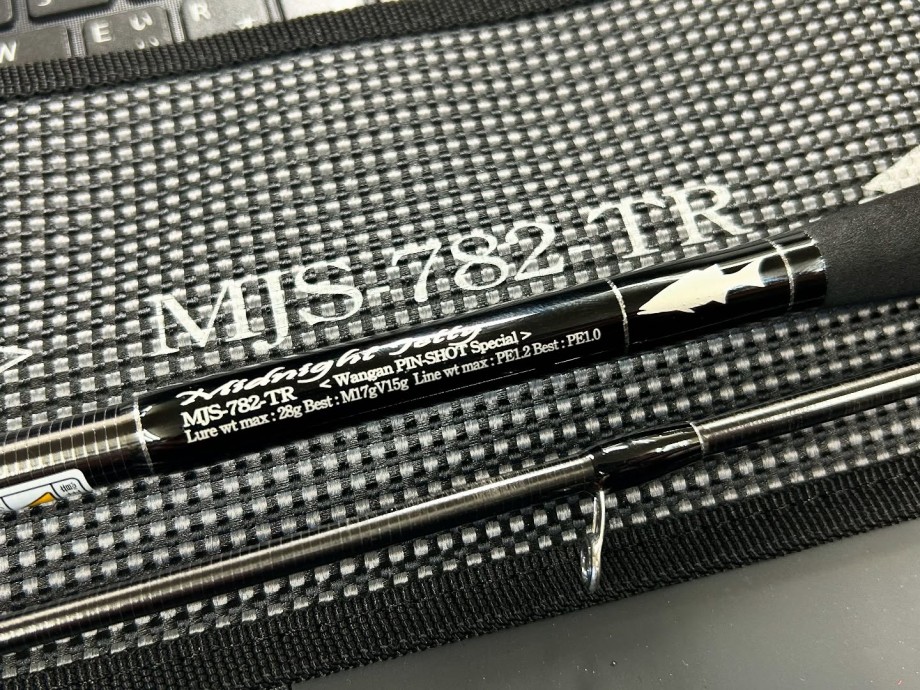 W E R
MJS-782-TR
Midnight Jetty
< Wangan PIN-SHOT Special >
MJS-782-TR
Lure wt max : 28g Best : M17gV15g Line wt max : PE1.2 Best : PE1.0